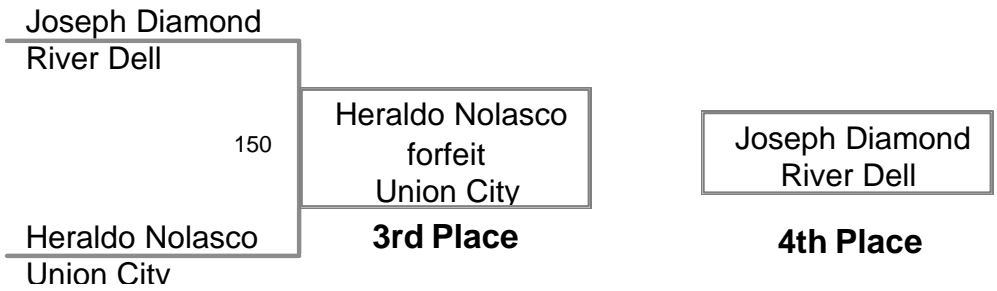 Joseph Diamond
River Dell
150
Heraldo Nolasco
Union City
Heraldo Nolasco
forfeit
Union City
3rd Place
Joseph Diamond
River Dell
4th Place